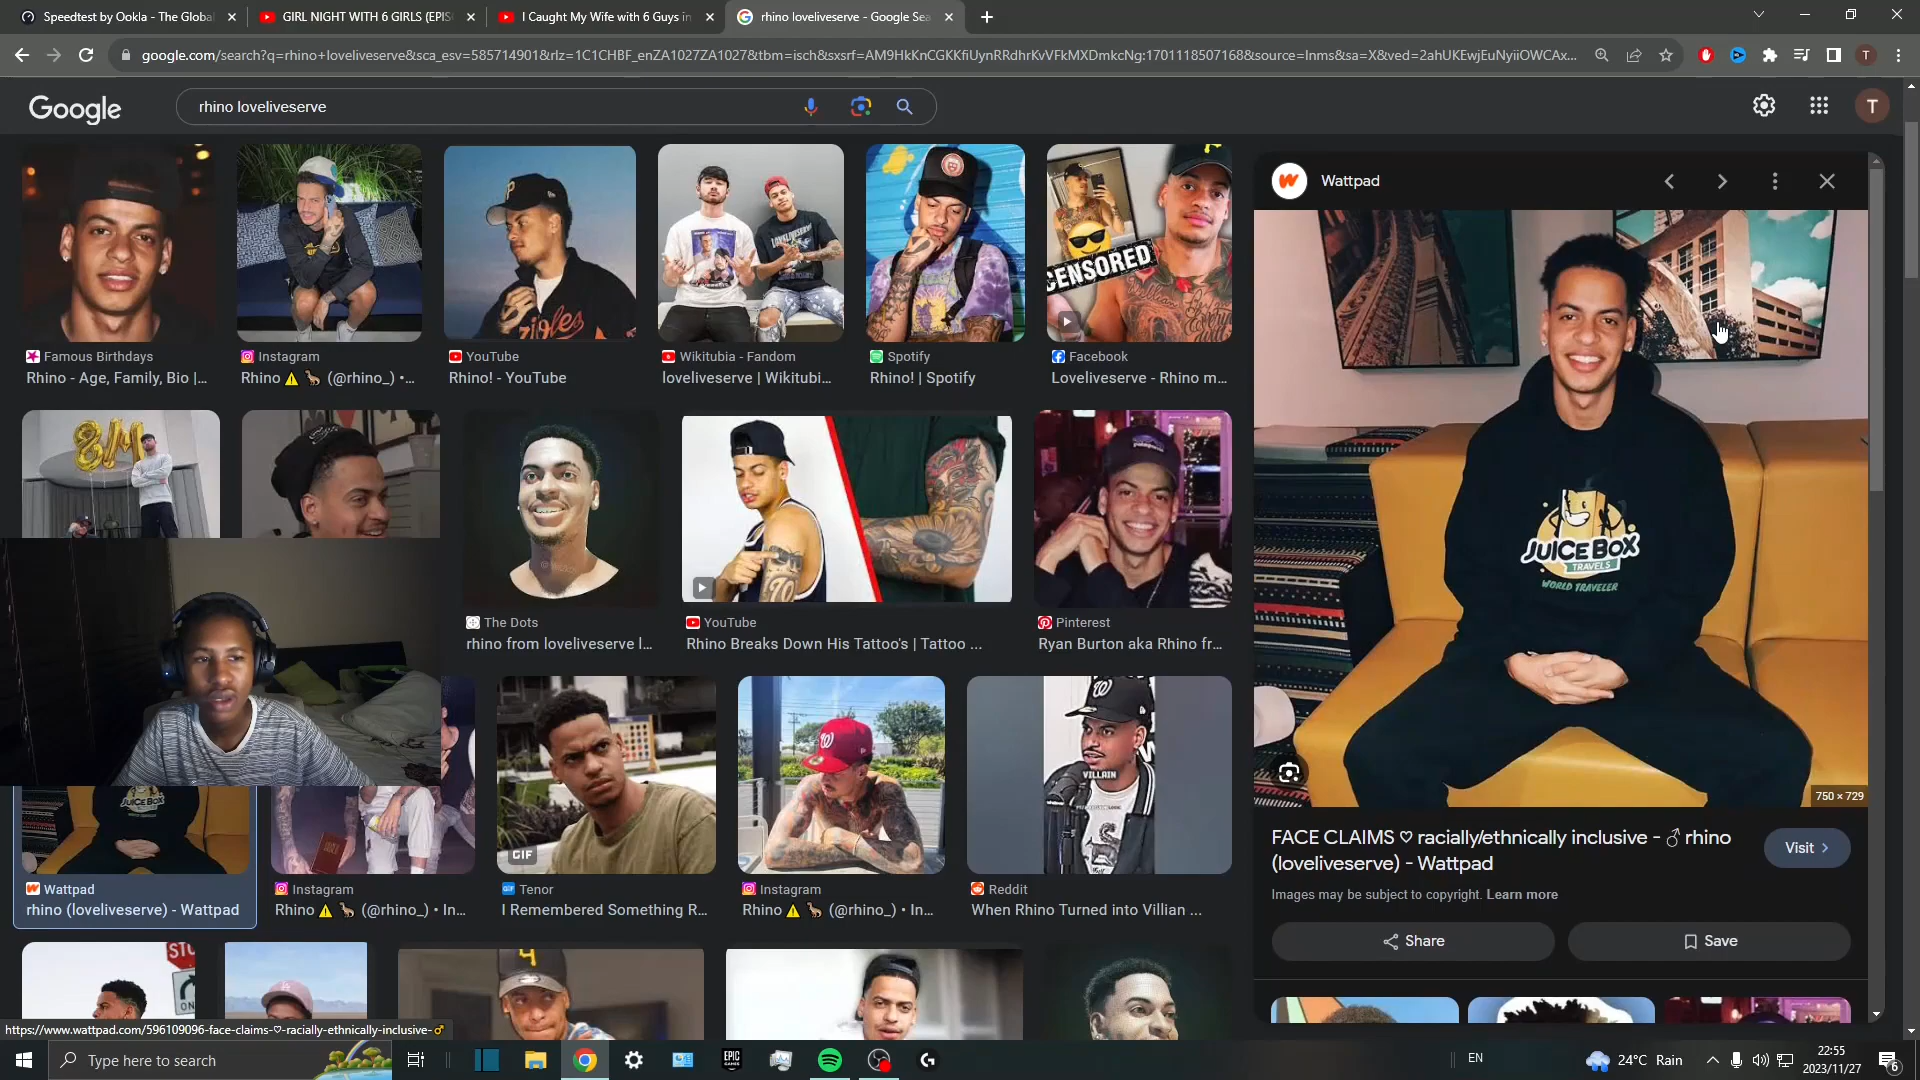 Speedtest by Ookla - The Global
GIRL NIGHT WITH 6 GIRLS (EPIS
I Caught My Wife with 6 Guys in
rhino loveliveserve - Google Sea
google.com/search?q=rhino+loveliveserve&sca_esv=585714901&rlz=1C1CHBF_enZA1027ZA1027&tbm=isch&sxsrf=AM9HkKnCGKKfiUynRRdhrKvVFkMXDmkcNg:1701118507168&source=lnms&sa=X&ved=2ahUKEwjEuNyiiOWCAx...
T
Google
rhino loveliveserve
T
Wattpad
CENSORED
Famous Birthdays
Rhino - Age, Family, Bio |...
Instagram
Rhino ⚠ 🦒 (@rhino_) •...
YouTube
Rhino! - YouTube
Wikitubia - Fandom
loveliveserve | Wikitubi...
Spotify
Rhino! | Spotify
Facebook
Loveliveserve - Rhino m...
8M
JUICE BOX
TRAVELS
WORLD TRAVELER
The Dots
rhino from loveliveserve l...
YouTube
Rhino Breaks Down His Tattoo's | Tattoo ...
Pinterest
Ryan Burton aka Rhino fr...
VILLAIN
GIF
JUICE BOX
750 × 729
FACE CLAIMS ♡ racially/ethnically inclusive - ♂ rhino
(loveliveserve) - Wattpad
Visit
Images may be subject to copyright. Learn more
Wattpad
rhino (loveliveserve) - Wattpad
Instagram
Rhino ⚠ 🦒 (@rhino_) • In...
Tenor
I Remembered Something R...
Instagram
Rhino ⚠ 🦒 (@rhino_) • In...
Reddit
When Rhino Turned into Villian ...
Share
Save
https://www.wattpad.com/596109096-face-claims-♡-racially-ethnically-inclusive-♂
Type here to search
EPIC
GAMES
EN
24°C Rain
22:55
2023/11/27
6